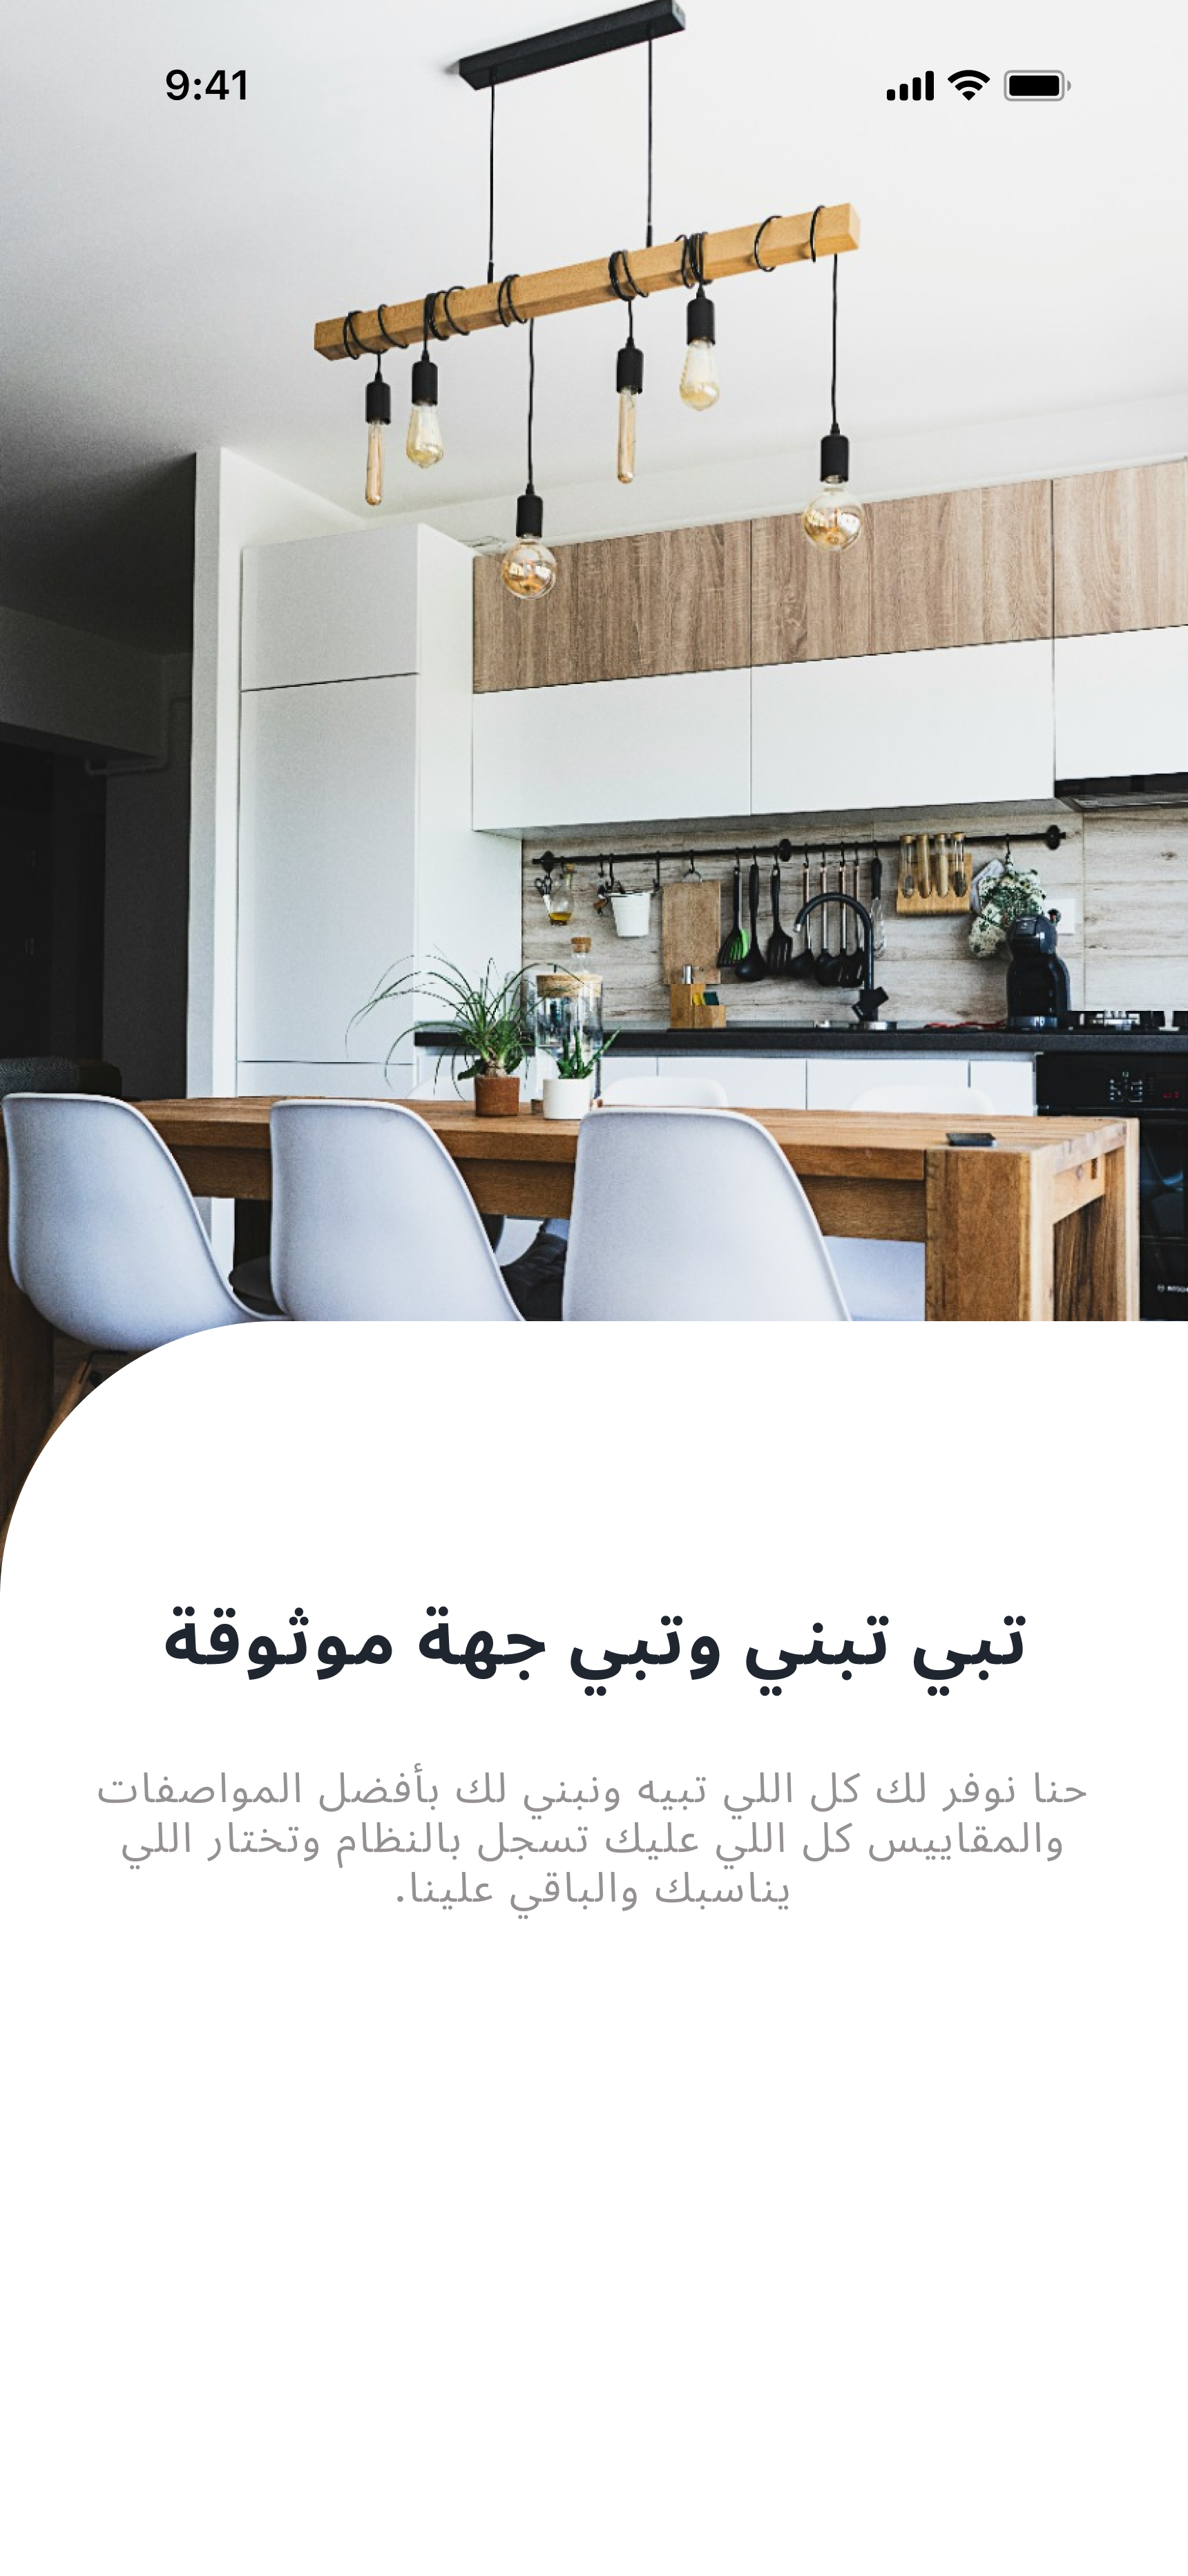 9:41
تبي تبني وتبي جهة موثوقة
حنا نوفر لك كل اللي تبيه ونبني لك بأفضل المواصفات
والمقاييس كل اللي عليك تسجل بالنظام وتختار اللي
يناسبك والباقي علينا.